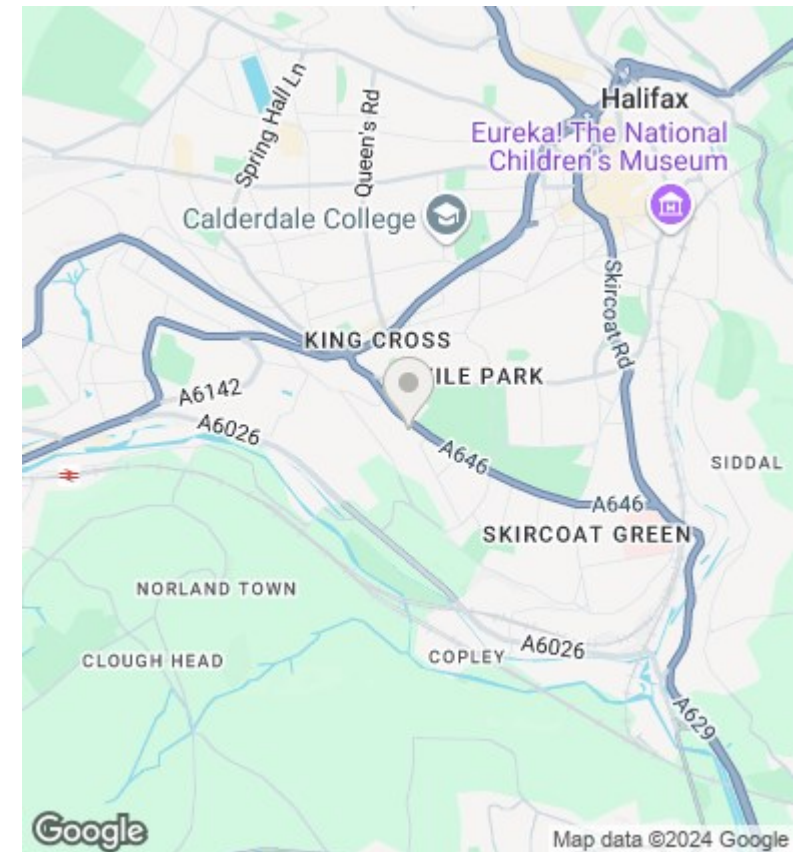 Spring Hall Ln
Queen's Rd
Halifax
Eureka! The National
Children's Museum
Calderdale College
Skircoat Rd
KING CROSS
ILE PARK
A6142
A6026
A646
SIDDAL
A646
SKIRCOAT GREEN
NORLAND TOWN
A6026
COPLEY
CLOUGH HEAD
A629
Google
Map data ©2024 Google